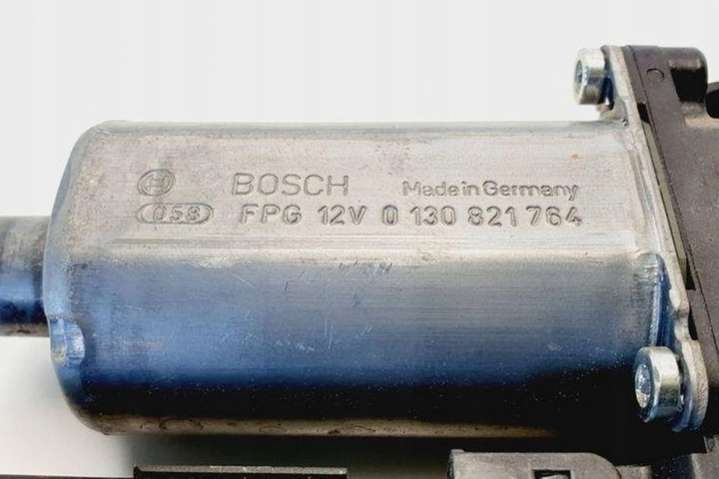 BOSCH Made in Germany
058 FPG 12V 0 130 821 764